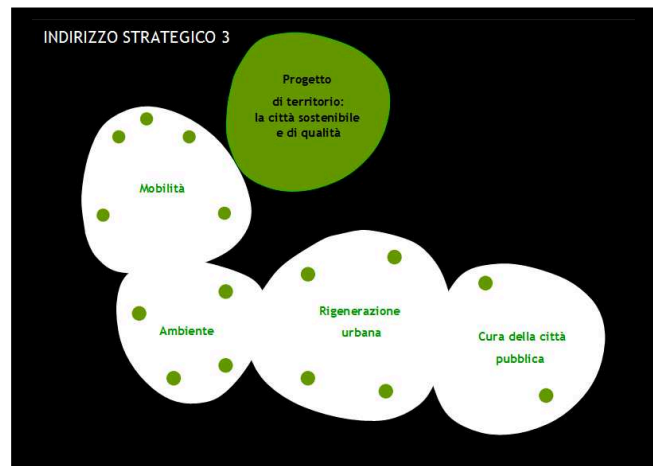 INDIRIZZO STRATEGICO 3
Progetto
di territorio:
la città sostenibile
e di qualità
Mobilità
Ambiente
Rigenerazione
urbana
Cura della città
pubblica